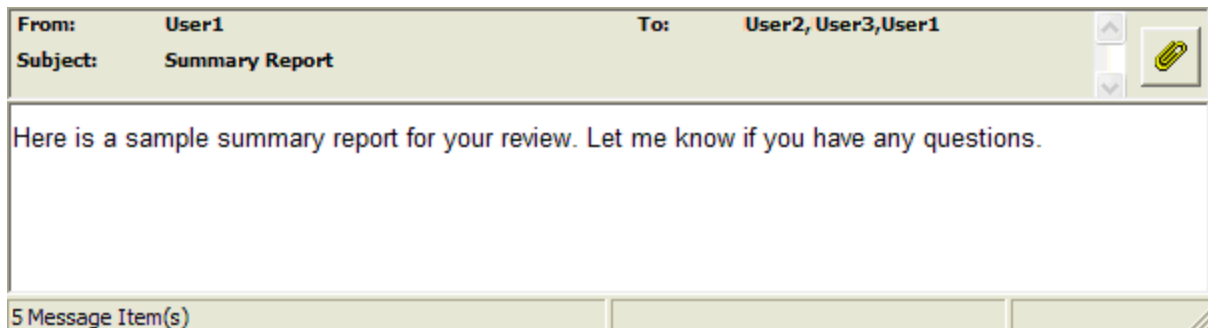 From: User1 To: User2, User3,User1
Subject: Summary Report
Here is a sample summary report for your review. Let me know if you have any questions.
5 Message Item(s)